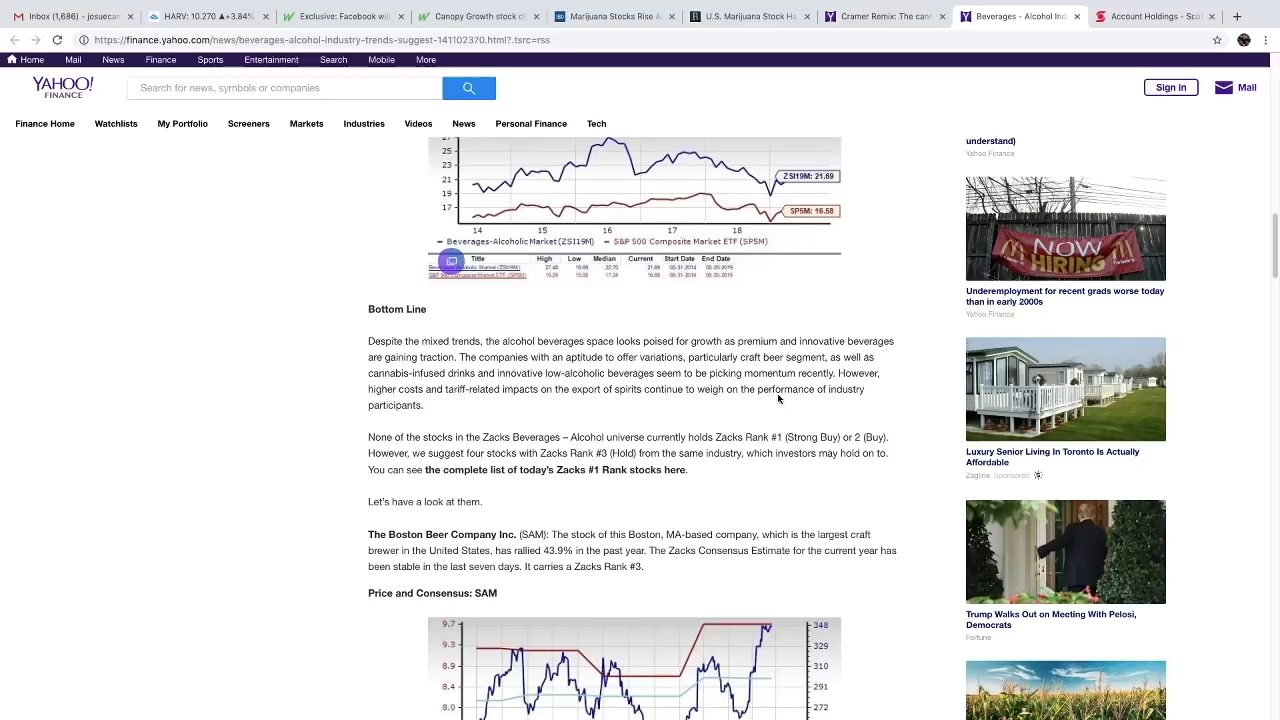 Inbox (1,686) - josuecam
HARV: 10.270 ▲+3.84%
Exclusive: Facebook will
Canopy Growth stock cl
Marijuana Stocks Rise A
U.S. Marijuana Stock Ha
Cramer Remix: The cann
Beverages - Alcohol Ind
Account Holdings - Sco
https://finance.yahoo.com/news/beverages-alcohol-industry-trends-suggest-141102370.html?.tsrc=rss
Home Mail News Finance Sports Entertainment Search Mobile More
YAHOO!
FINANCE
Search for news, symbols or companies
Sign in
Mail
Finance Home Watchlists My Portfolio Screeners Markets Industries Videos News Personal Finance Tech
27
25
23
21
19
17
ZSI19M: 21.69
SP5M: 16.58
14 15 16 17 18
Beverages-Alcoholic Market (ZSI19M) S&P 500 Composite Market ETF (SP5M)
Title High Low Median Current Start Date End Date
Bottom Line
Despite the mixed trends, the alcohol beverages space looks poised for growth as premium and innovative beverages
are gaining traction. The companies with an aptitude to offer variations, particularly craft beer segment, as well as
cannabis-infused drinks and innovative low-alcoholic beverages seem to be picking momentum recently. However,
higher costs and tariff-related impacts on the export of spirits continue to weigh on the performance of industry
participants.
None of the stocks in the Zacks Beverages – Alcohol universe currently holds Zacks Rank #1 (Strong Buy) or 2 (Buy).
However, we suggest four stocks with Zacks Rank #3 (Hold) from the same industry, which investors may hold on to.
You can see the complete list of today's Zacks #1 Rank stocks here.
Let's have a look at them.
The Boston Beer Company Inc. (SAM): The stock of this Boston, MA-based company, which is the largest craft
brewer in the United States, has rallied 43.9% in the past year. The Zacks Consensus Estimate for the current year has
been stable in the last seven days. It carries a Zacks Rank #3.
Price and Consensus: SAM
9.7
9.3
8.9
8.4
8.0
348
329
310
291
272
understand)
Yahoo Finance
NOW
HIRING
Underemployment for recent grads worse today
than in early 2000s
Yahoo Finance
Luxury Senior Living In Toronto Is Actually
Affordable
Zagline Sponsored
Trump Walks Out on Meeting With Pelosi,
Democrats
Fortune